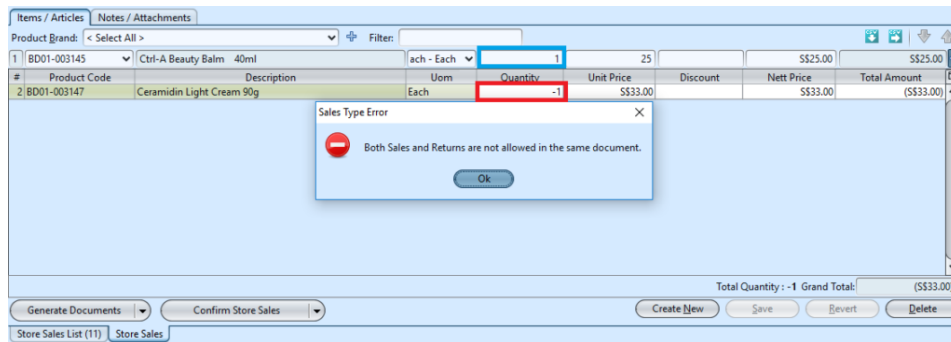 Items / Articles Notes / Attachments
Product Brand: < Select All > Filter:
1 BD01-003145 Ctrl-A Beauty Balm 40ml ach - Each 1 25 S$25.00 S$25.00
# Product Code Description Uom Quantity Unit Price Discount Nett Price Total Amount
2 BD01-003147 Ceramidin Light Cream 90g Each -1 S$33.00 S$33.00 (S$33.00)
Sales Type Error
Both Sales and Returns are not allowed in the same document.
Ok
Total Quantity : -1 Grand Total: (S$33.00
Generate Documents Confirm Store Sales Create New Save Revert Delete
Store Sales List (11) Store Sales